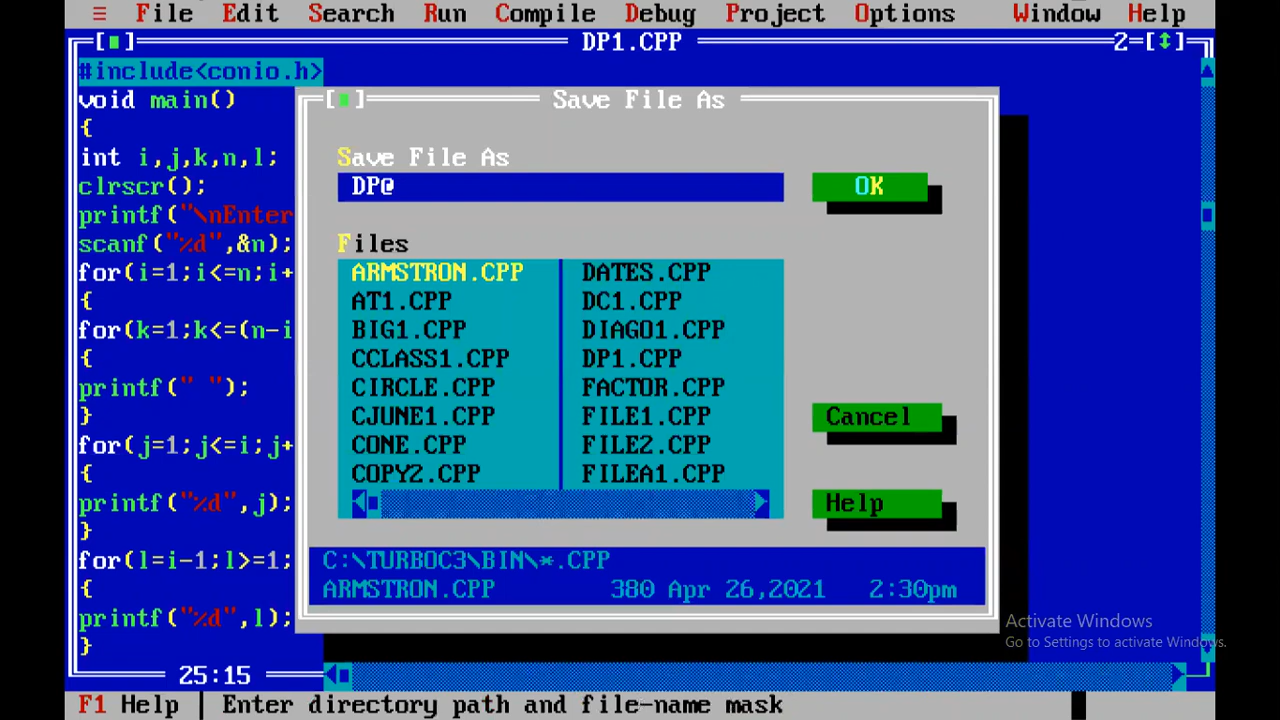 ≡ File Edit Search Run Compile Debug Project Options Window Help
[■] DP1.CPP 2=[↕]
#include<conio.h>
void main()
{
int i,j,k,n,l;
clrscr();
printf("\nEnter
scanf("%d",&n);
for(i=1;i<=n;i+
{
for(k=1;k<=(n-i
{
printf(" ");
}
for(j=1;j<=i;j+
{
printf("%d",j);
}
for(l=i-1;l>=1;
{
printf("%d",l);
}
25:15
[■] Save File As
Save File As
DP@
OK
Files
ARMSTRON.CPP DATES.CPP
AT1.CPP DC1.CPP
BIG1.CPP DIAGO1.CPP
CCLASS1.CPP DP1.CPP
CIRCLE.CPP FACTOR.CPP
CJUNE1.CPP FILE1.CPP
CONE.CPP FILE2.CPP
COPY2.CPP FILEA1.CPP
Cancel
Help
C:\TURBOC3\BIN\*.CPP
ARMSTRON.CPP 380 Apr 26,2021 2:30pm
Activate Windows
Go to Settings to activate Windows.
F1 Help | Enter directory path and file-name mask